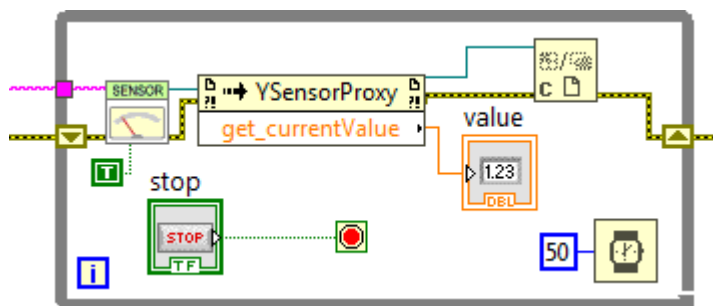 SENSOR
YSensorProxy
get_currentValue
C
value
1.23
DBL
T
stop
STOP
TF
i
50